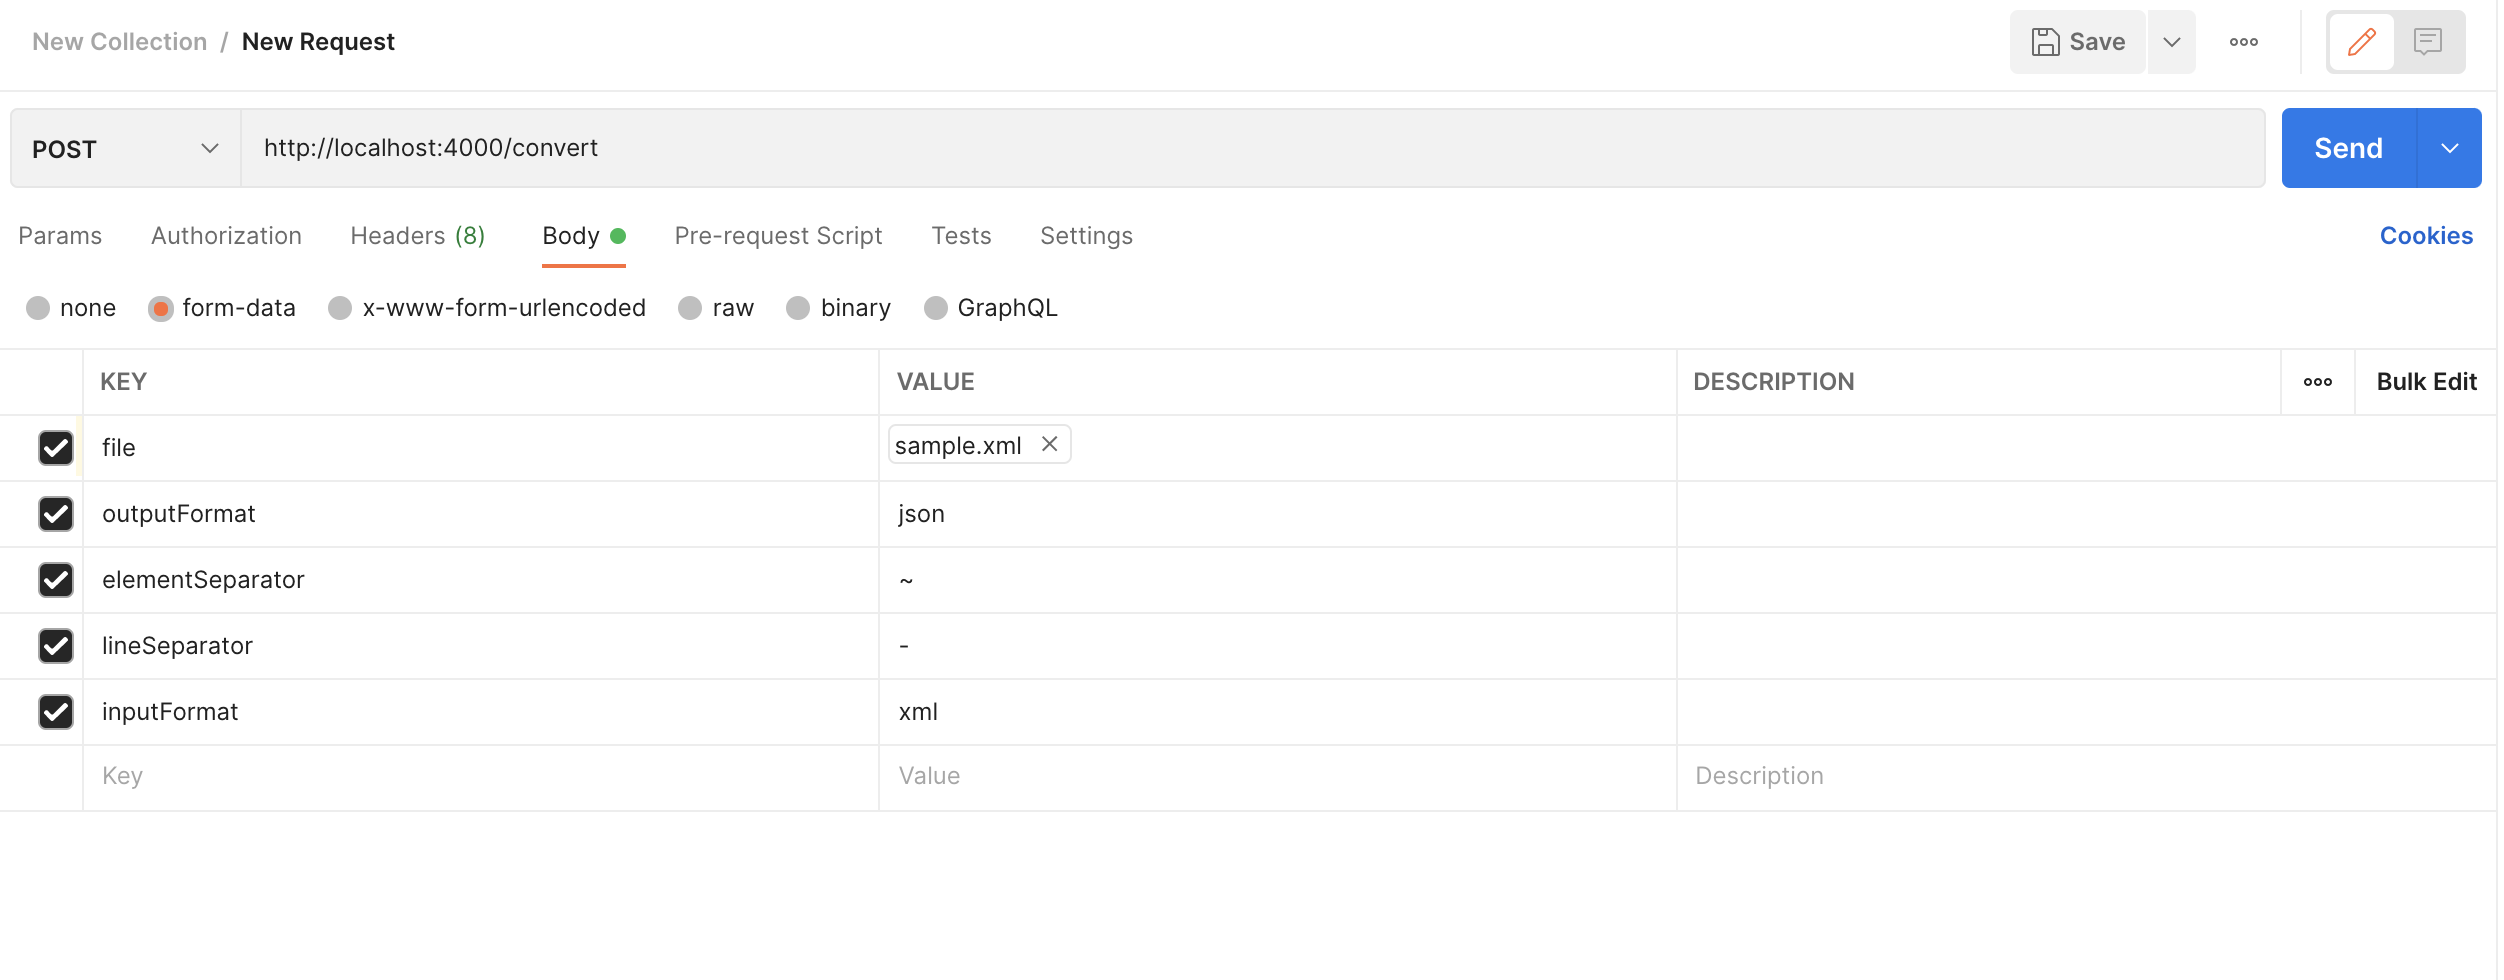 New Collection / New Request
Save
POST
http://localhost:4000/convert
Send
Params Authorization Headers (8) Body Pre-request Script Tests Settings Cookies
none form-data x-www-form-urlencoded raw binary GraphQL
KEY VALUE DESCRIPTION Bulk Edit
file sample.xml
outputFormat json
elementSeparator ~
lineSeparator -
inputFormat xml
Key Value Description